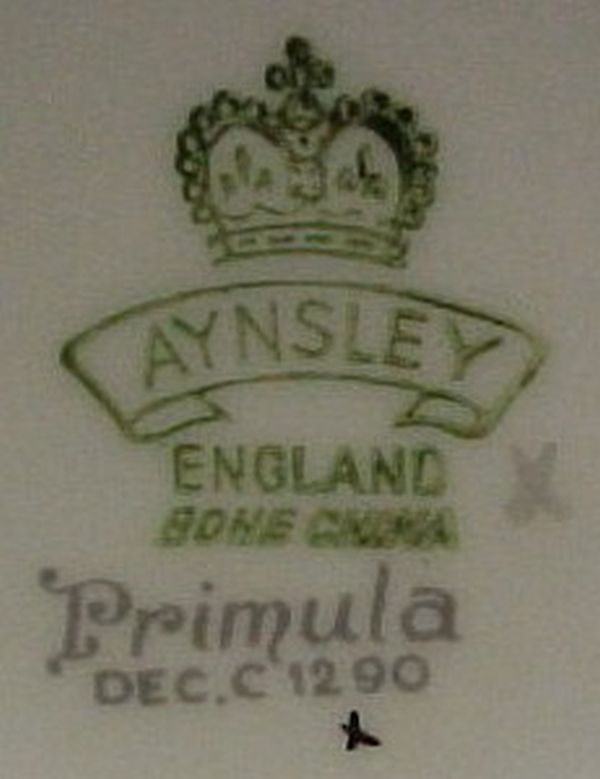 AYNSLEY
ENGLAND
BONE CHINA
Primula
DEC. C 1290
X